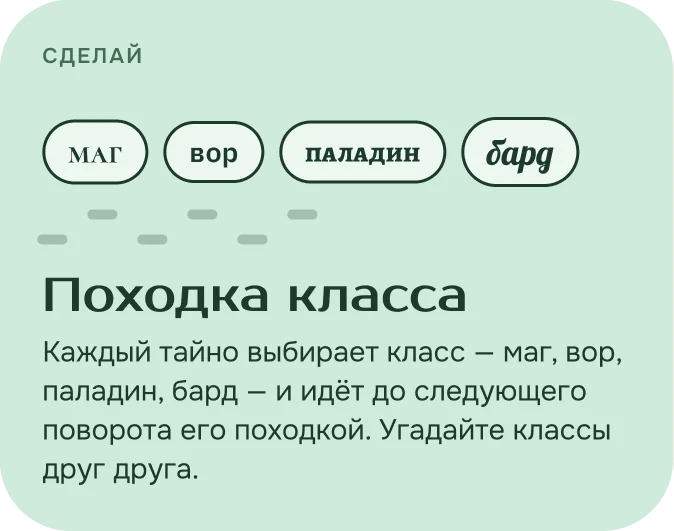 СДЕЛАЙ
МАГ вор ПАЛАДИН бард
Походка класса
Каждый тайно выбирает класс — маг, вор,
паладин, бард — и идёт до следующего
поворота его походкой. Угадайте классы
друг друга.